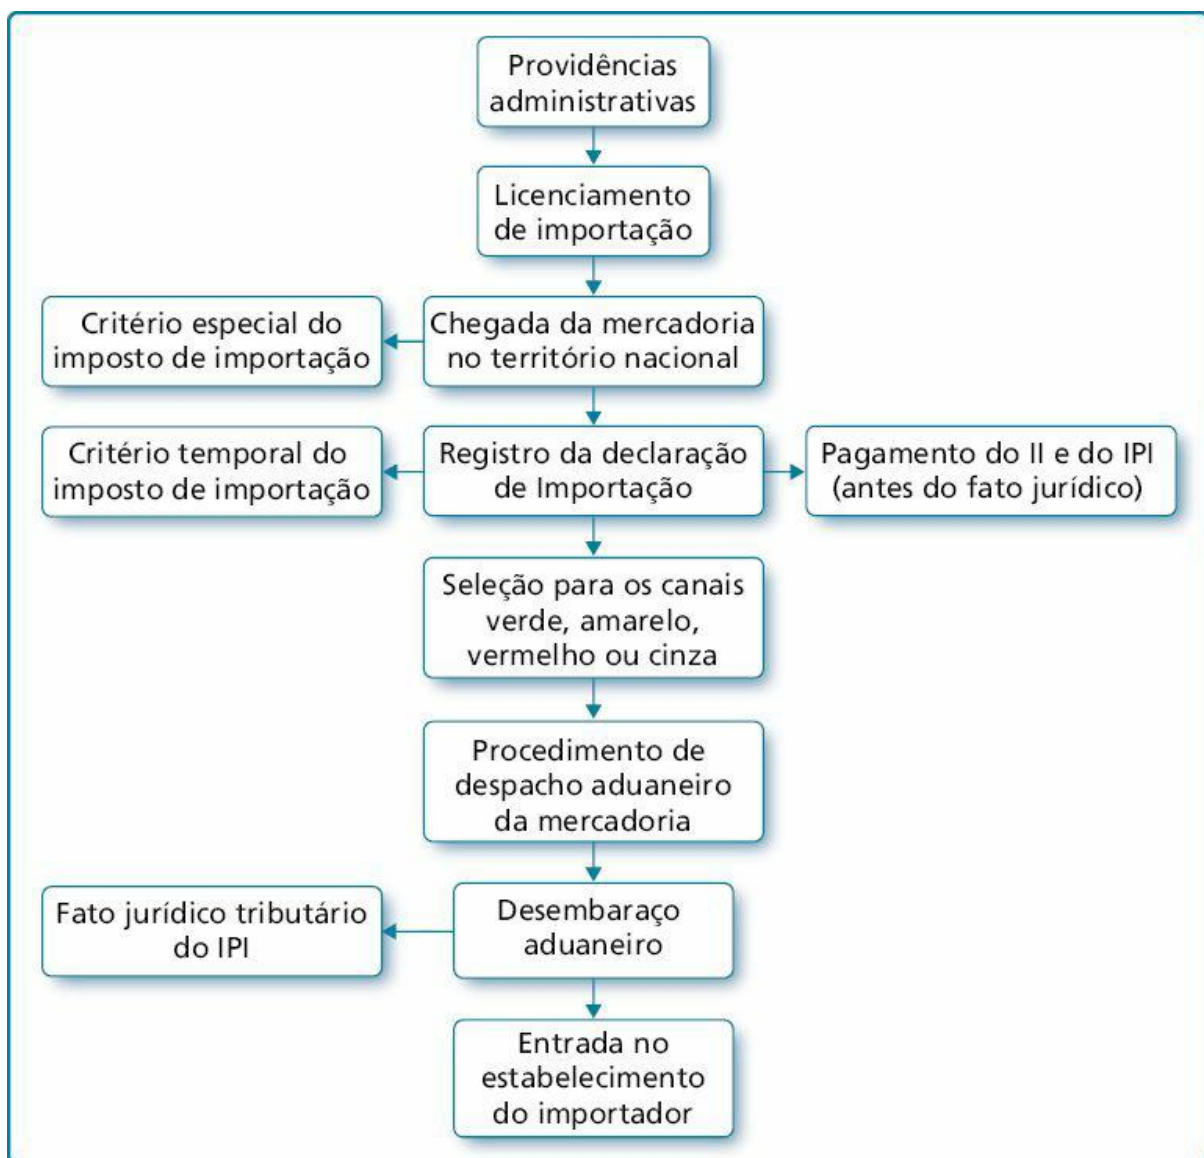 Providências
administrativas
Licenciamento
de importação
Critério especial do
imposto de importação
Chegada da mercadoria
no território nacional
Critério temporal do
imposto de importação
Registro da declaração
de Importação
Pagamento do II e do IPI
(antes do fato jurídico)
Seleção para os canais
verde, amarelo,
vermelho ou cinza
Procedimento de
despacho aduaneiro
da mercadoria
Fato jurídico tributário
do IPI
Desembaraço
aduaneiro
Entrada no
estabelecimento
do importador